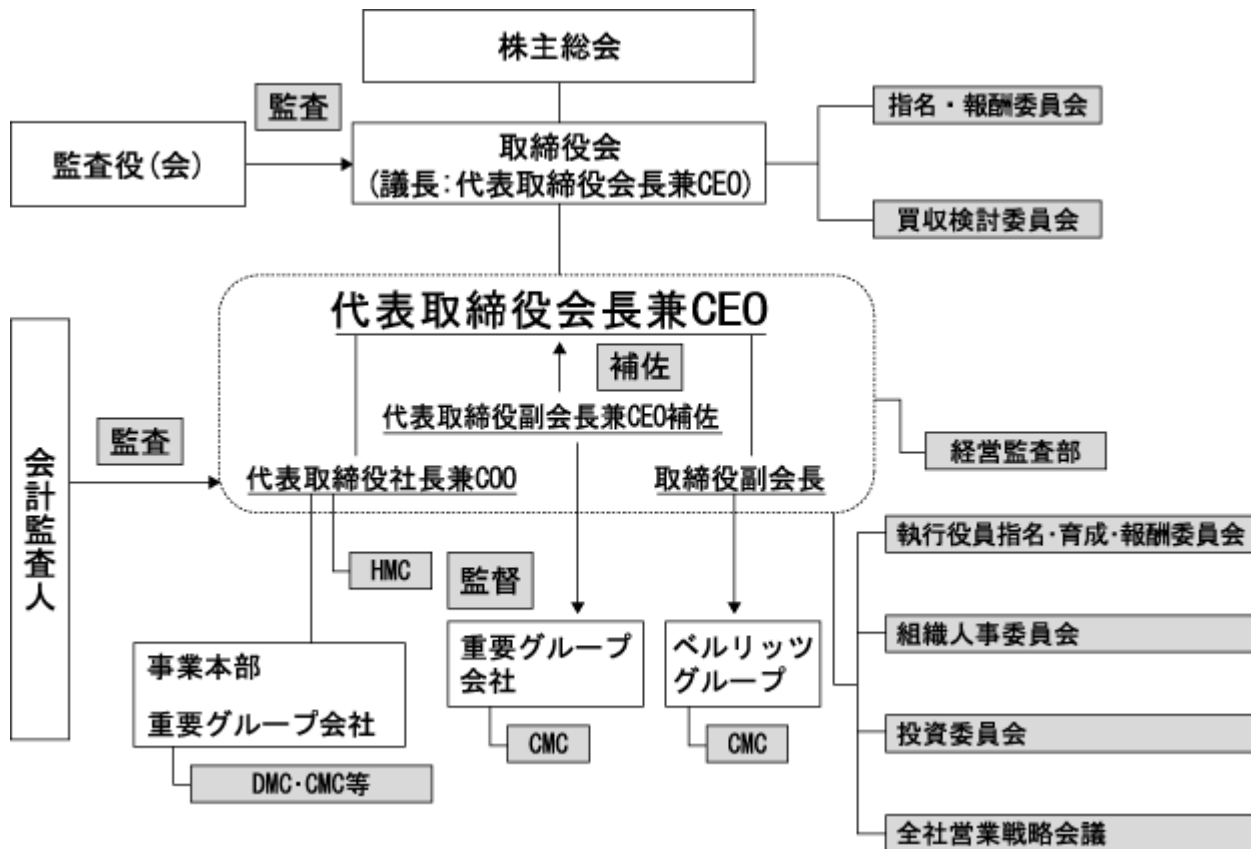 株主総会
監査
指名・報酬委員会
監査役(会)
取締役会
(議長:代表取締役会長兼CEO)
買収検討委員会
代表取締役会長兼CEO
補佐
代表取締役副会長兼CEO補佐
監査
経営監査部
会計監査人
代表取締役社長兼COO
取締役副会長
執行役員指名・育成・報酬委員会
HMC
監督
組織人事委員会
事業本部
重要グループ会社
重要グループ
会社
ベルリッツ
グループ
投資委員会
CMC
CMC
DMC・CMC等
全社営業戦略会議